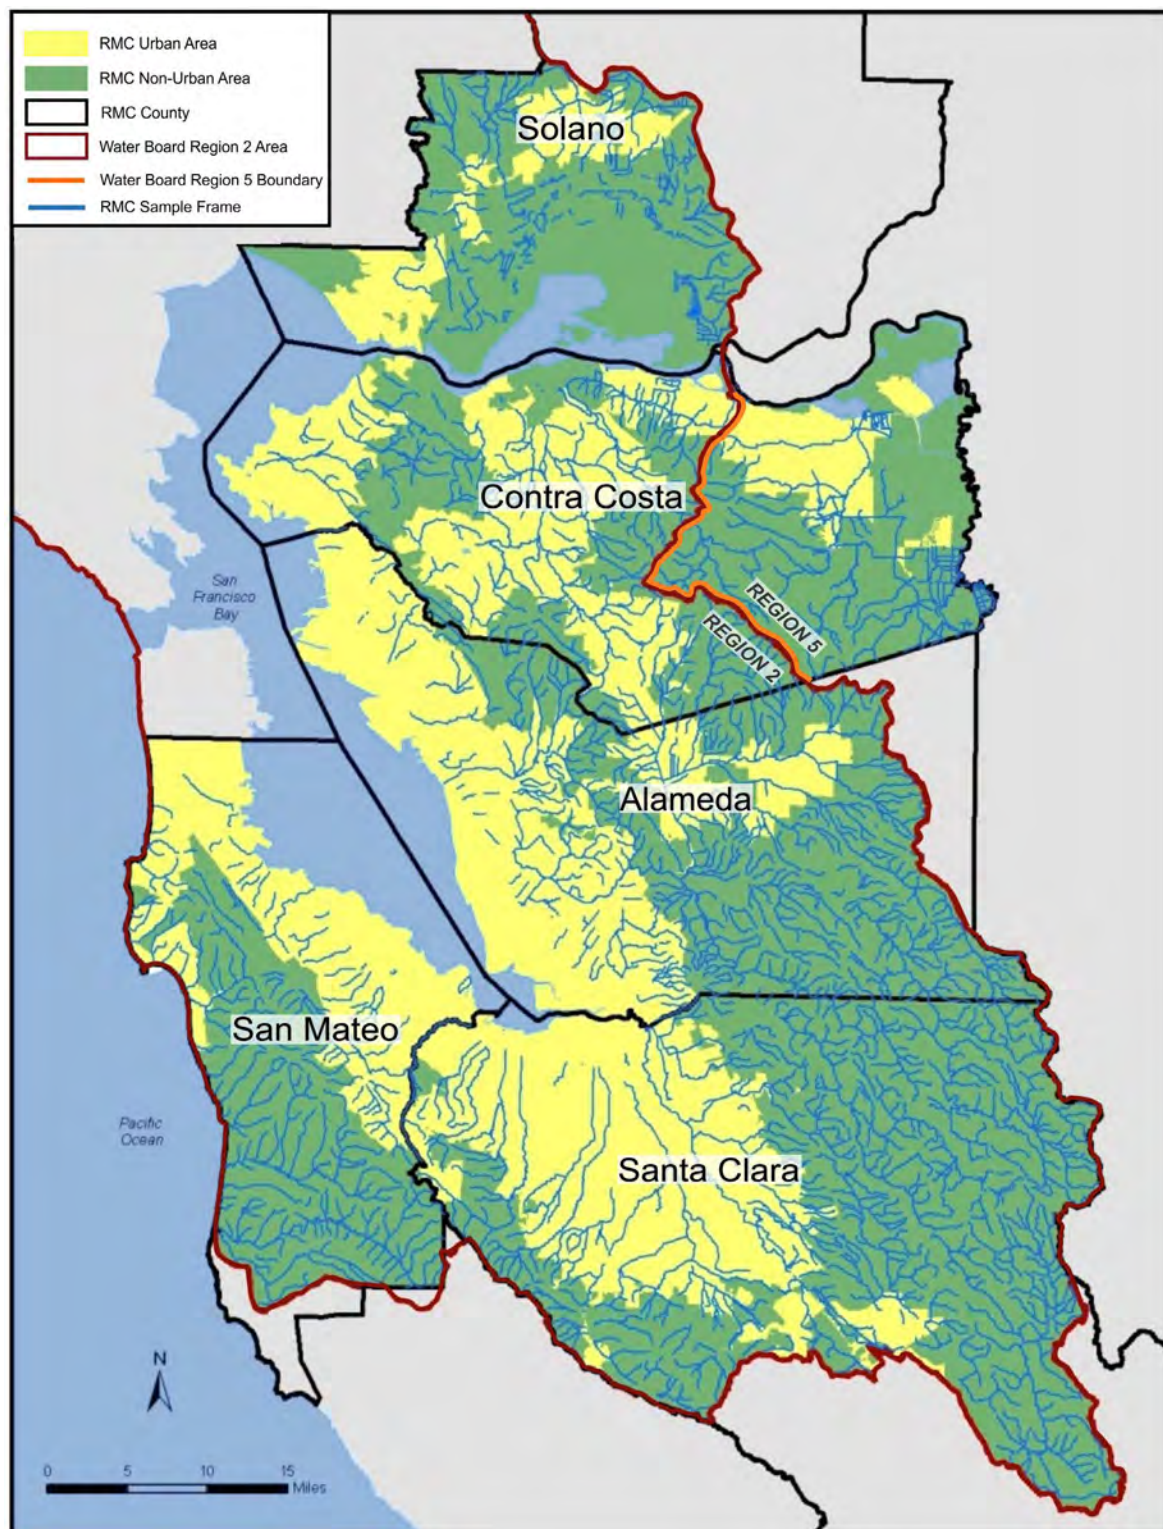 RMC Urban Area
RMC Non-Urban Area
RMC County
Water Board Region 2 Area
Water Board Region 5 Boundary
RMC Sample Frame
Solano
Contra Costa
San
Francisco
Bay
REGION 5
REGION 2
Alameda
San Mateo
Pacific
Ocean
Santa Clara
N
0 5 10 15
Miles